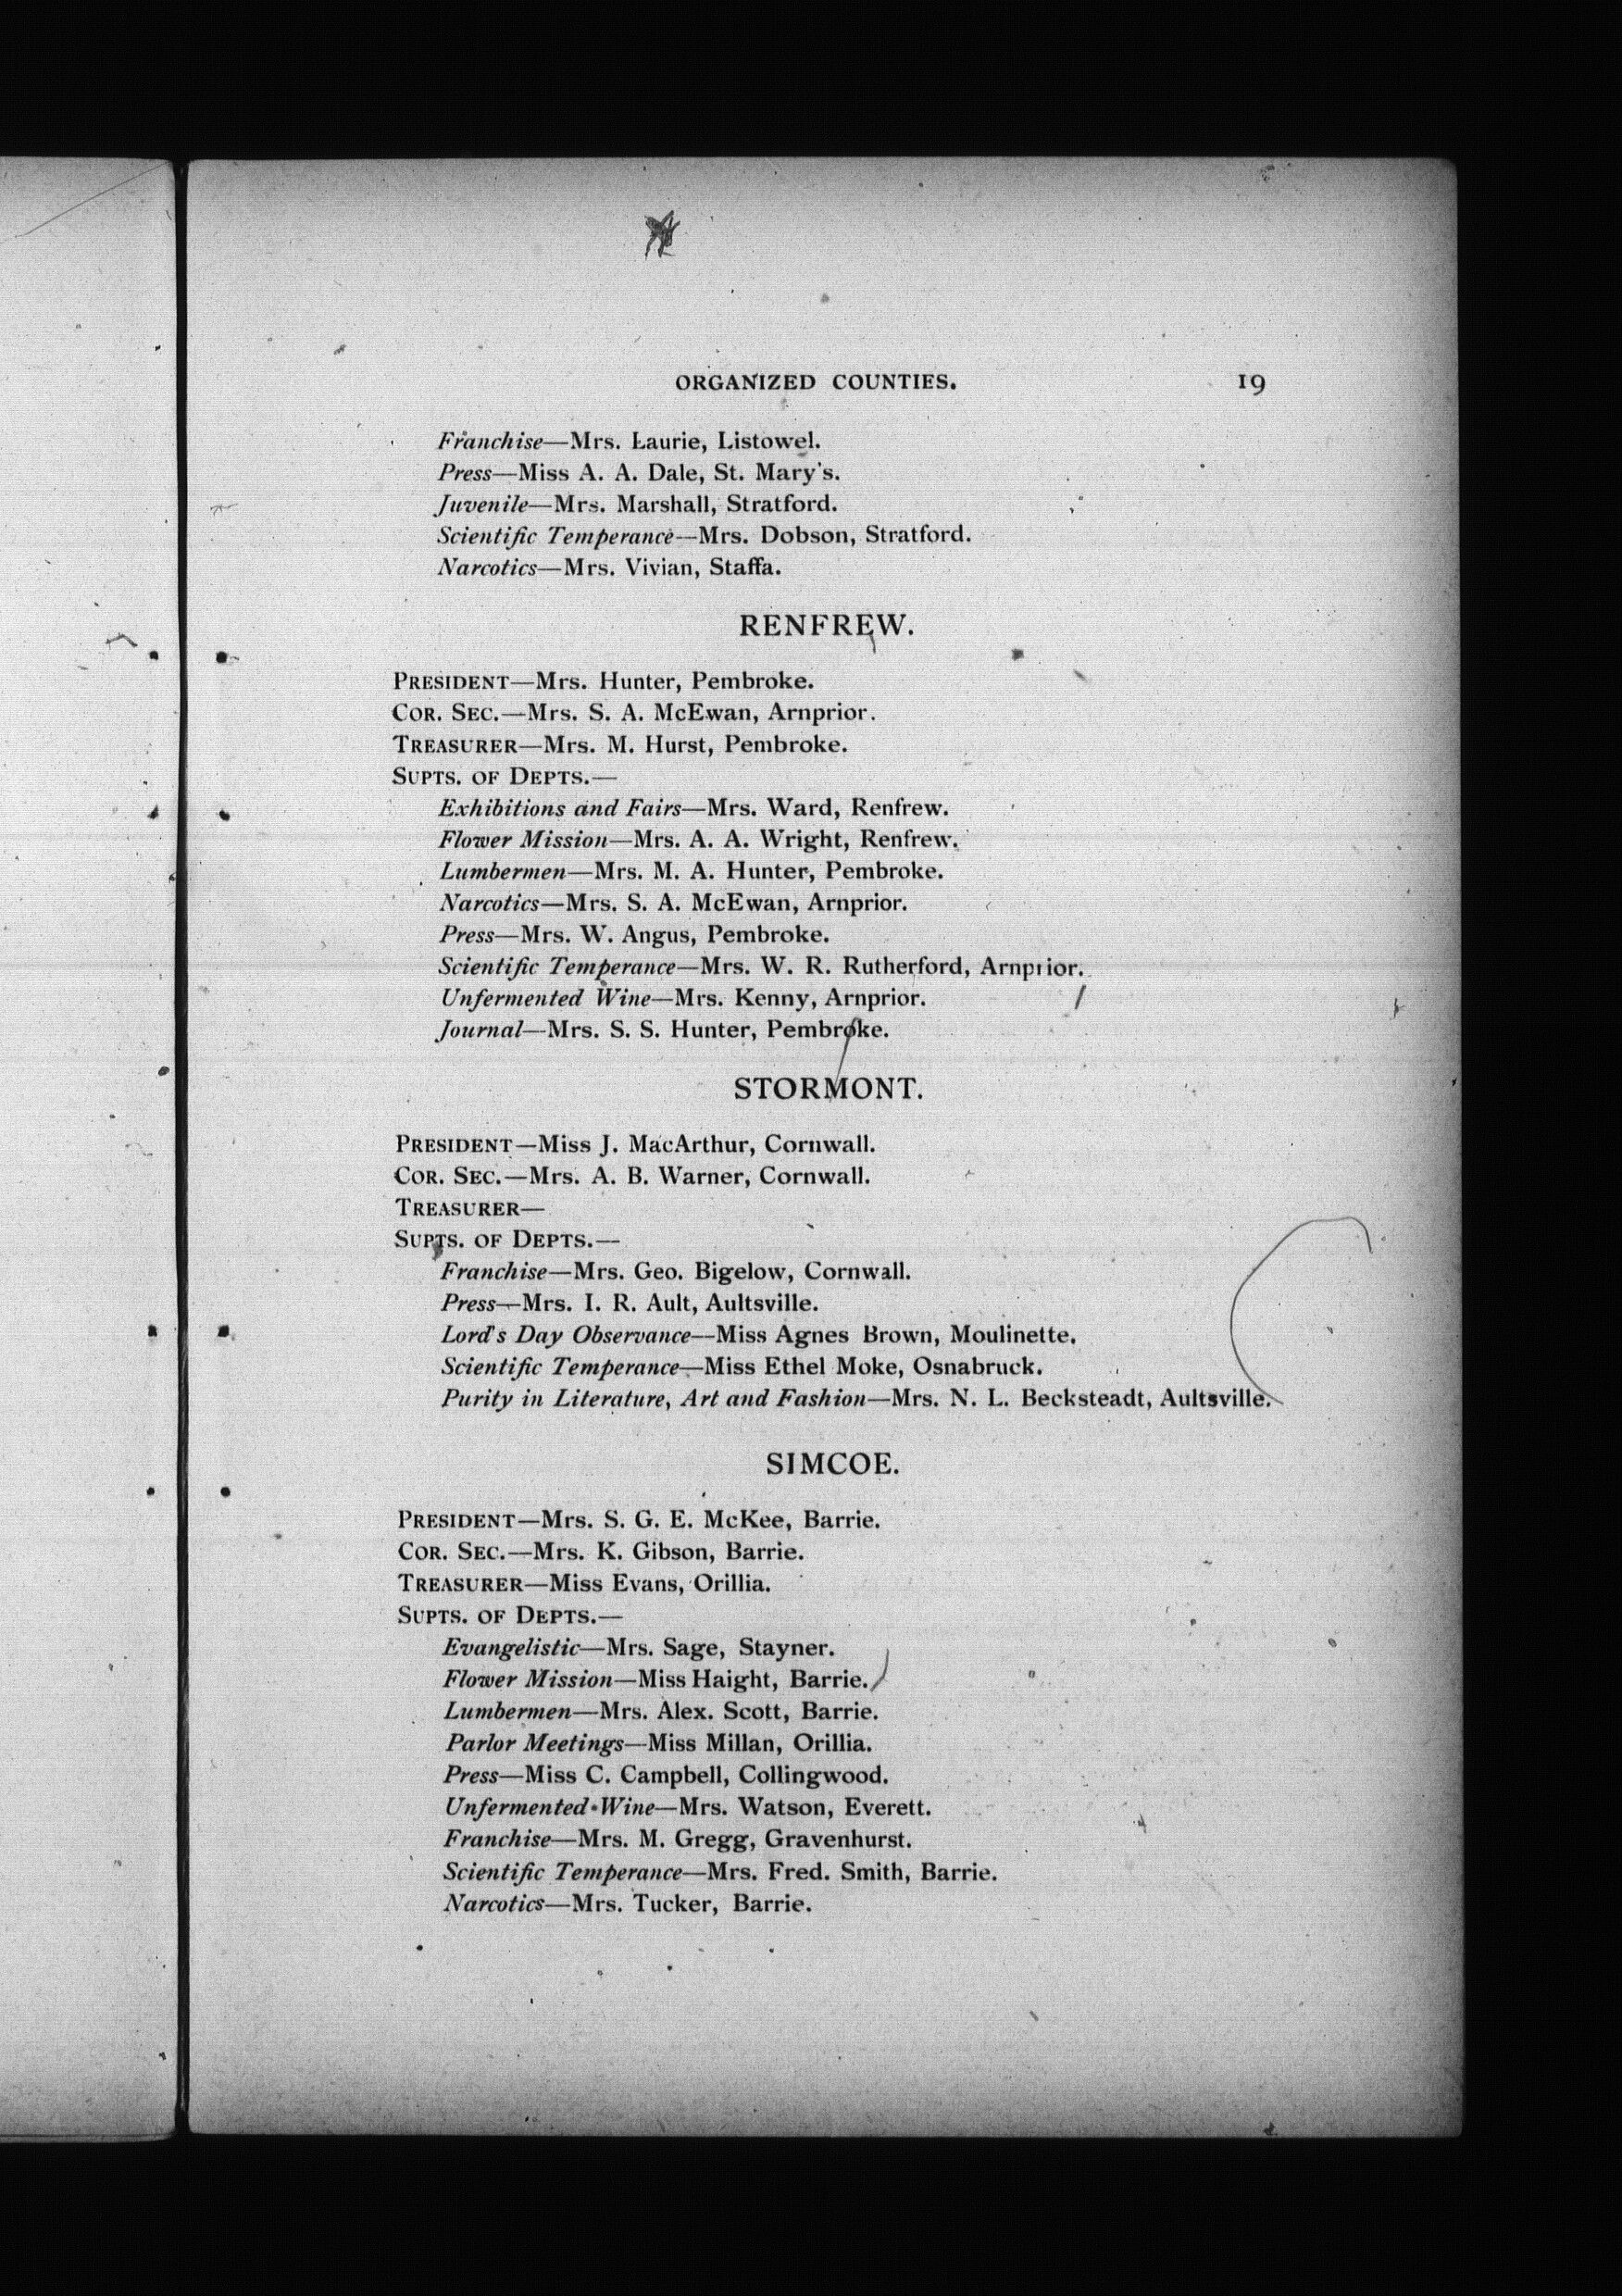 ORGANIZED COUNTIES. 19
Franchise—Mrs. Laurie, Listowel.
Press—Miss A. A. Dale, St. Mary's.
Juvenile—Mrs. Marshall, Stratford.
Scientific Temperance—Mrs. Dobson, Stratford.
Narcotics—Mrs. Vivian, Staffa.
RENFREW.
PRESIDENT—Mrs. Hunter, Pembroke.
COR. SEC.—Mrs. S. A. McEwan, Arnprior.
TREASURER—Mrs. M. Hurst, Pembroke.
SUPTS. OF DEPTS.—
Exhibitions and Fairs—Mrs. Ward, Renfrew.
Flower Mission—Mrs. A. A. Wright, Renfrew.
Lumbermen—Mrs. M. A. Hunter, Pembroke.
Narcotics—Mrs. S. A. McEwan, Arnprior.
Press—Mrs. W. Angus, Pembroke.
Scientific Temperance—Mrs. W. R. Rutherford, Arnprior.
Unfermented Wine—Mrs. Kenny, Arnprior.
Journal—Mrs. S. S. Hunter, Pembroke.
STORMONT.
PRESIDENT—Miss J. MacArthur, Cornwall.
COR. SEC.—Mrs. A. B. Warner, Cornwall.
TREASURER—
SUPTS. OF DEPTS.—
Franchise—Mrs. Geo. Bigelow, Cornwall.
Press—Mrs. I. R. Ault, Aultsville.
Lord's Day Observance—Miss Agnes Brown, Moulinette.
Scientific Temperance—Miss Ethel Moke, Osnabruck.
Purity in Literature, Art and Fashion—Mrs. N. L. Becksteadt, Aultsville.
SIMCOE.
PRESIDENT—Mrs. S. G. E. McKee, Barrie.
COR. SEC.—Mrs. K. Gibson, Barrie.
TREASURER—Miss Evans, Orillia.
SUPTS. OF DEPTS.—
Evangelistic—Mrs. Sage, Stayner.
Flower Mission—Miss Haight, Barrie.
Lumbermen—Mrs. Alex. Scott, Barrie.
Parlor Meetings—Miss Millan, Orillia.
Press—Miss C. Campbell, Collingwood.
Unfermented Wine—Mrs. Watson, Everett.
Franchise—Mrs. M. Gregg, Gravenhurst.
Scientific Temperance—Mrs. Fred. Smith, Barrie.
Narcotics—Mrs. Tucker, Barrie.